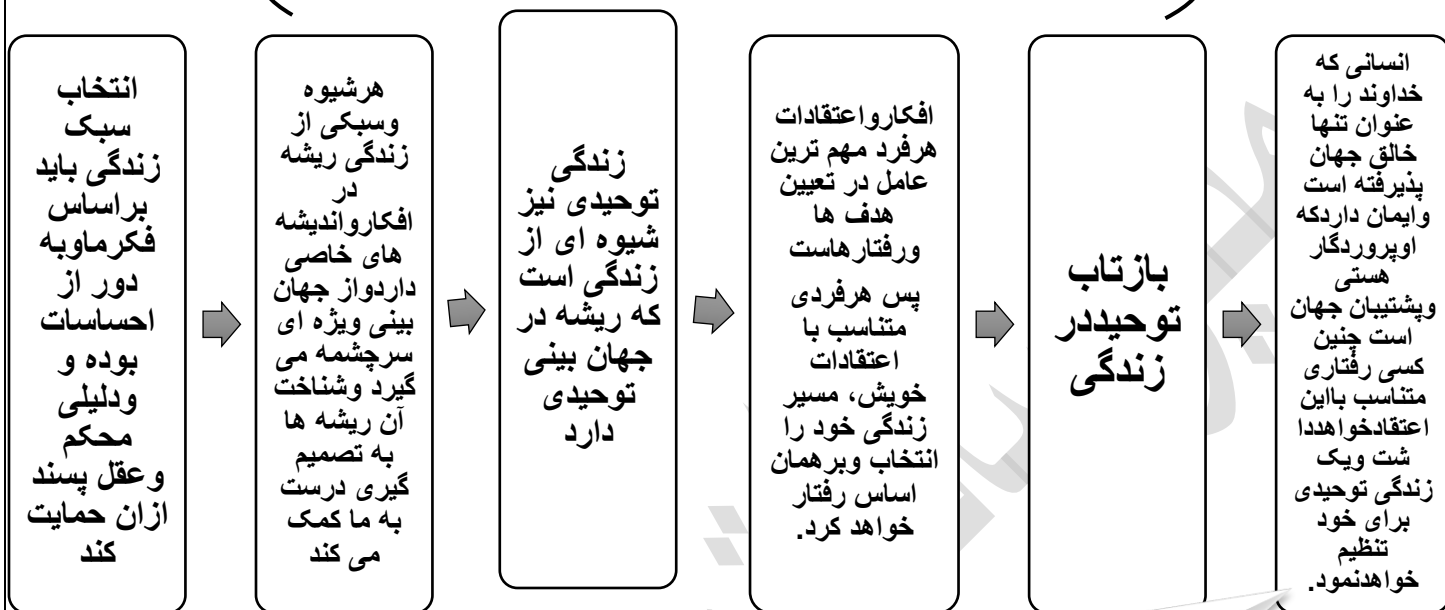 انتخاب
سبک
زندگی باید
براساس
فکرماوبه
دور از
احساسات
بوده و
ودلیلی
محکم
وعقل پسند
ازان حمایت
کند
هرشیوه
وسبکی از
زندگی ریشه
در
افکارواندیشه
های خاصی
داردواز جهان
بینی ویژه ای
سرچشمه می
گیرد وشناخت
آن ریشه ها
به تصمیم
گیری درست
به ما کمک
می کند
زندگی
توحیدی نیز
شیوه ای از
زندگی است
که ریشه در
جهان بینی
توحیدی
دارد
افکارواعتقادات
هرفرد مهم ترین
عامل در تعیین
هدف ها
ورفتارهاست
پس هرفردی
متناسب با
اعتقادات
خویش، مسیر
زندگی خود را
انتخاب وبرهمان
اساس رفتار
خواهد کرد.
بازتاب
توحیددر
زندگی
انسانی که
خداوند را به
عنوان تنها
خالق جهان
پذیرفته است
وایمان داردکه
اوپروردگار
هستی
وپشتیبان جهان
است چنین
کسی رفتاری
متناسب بااین
اعتقادخواهددا
شت ویک
زندگی توحیدی
برای خود
تنظیم
خواهدنمود.